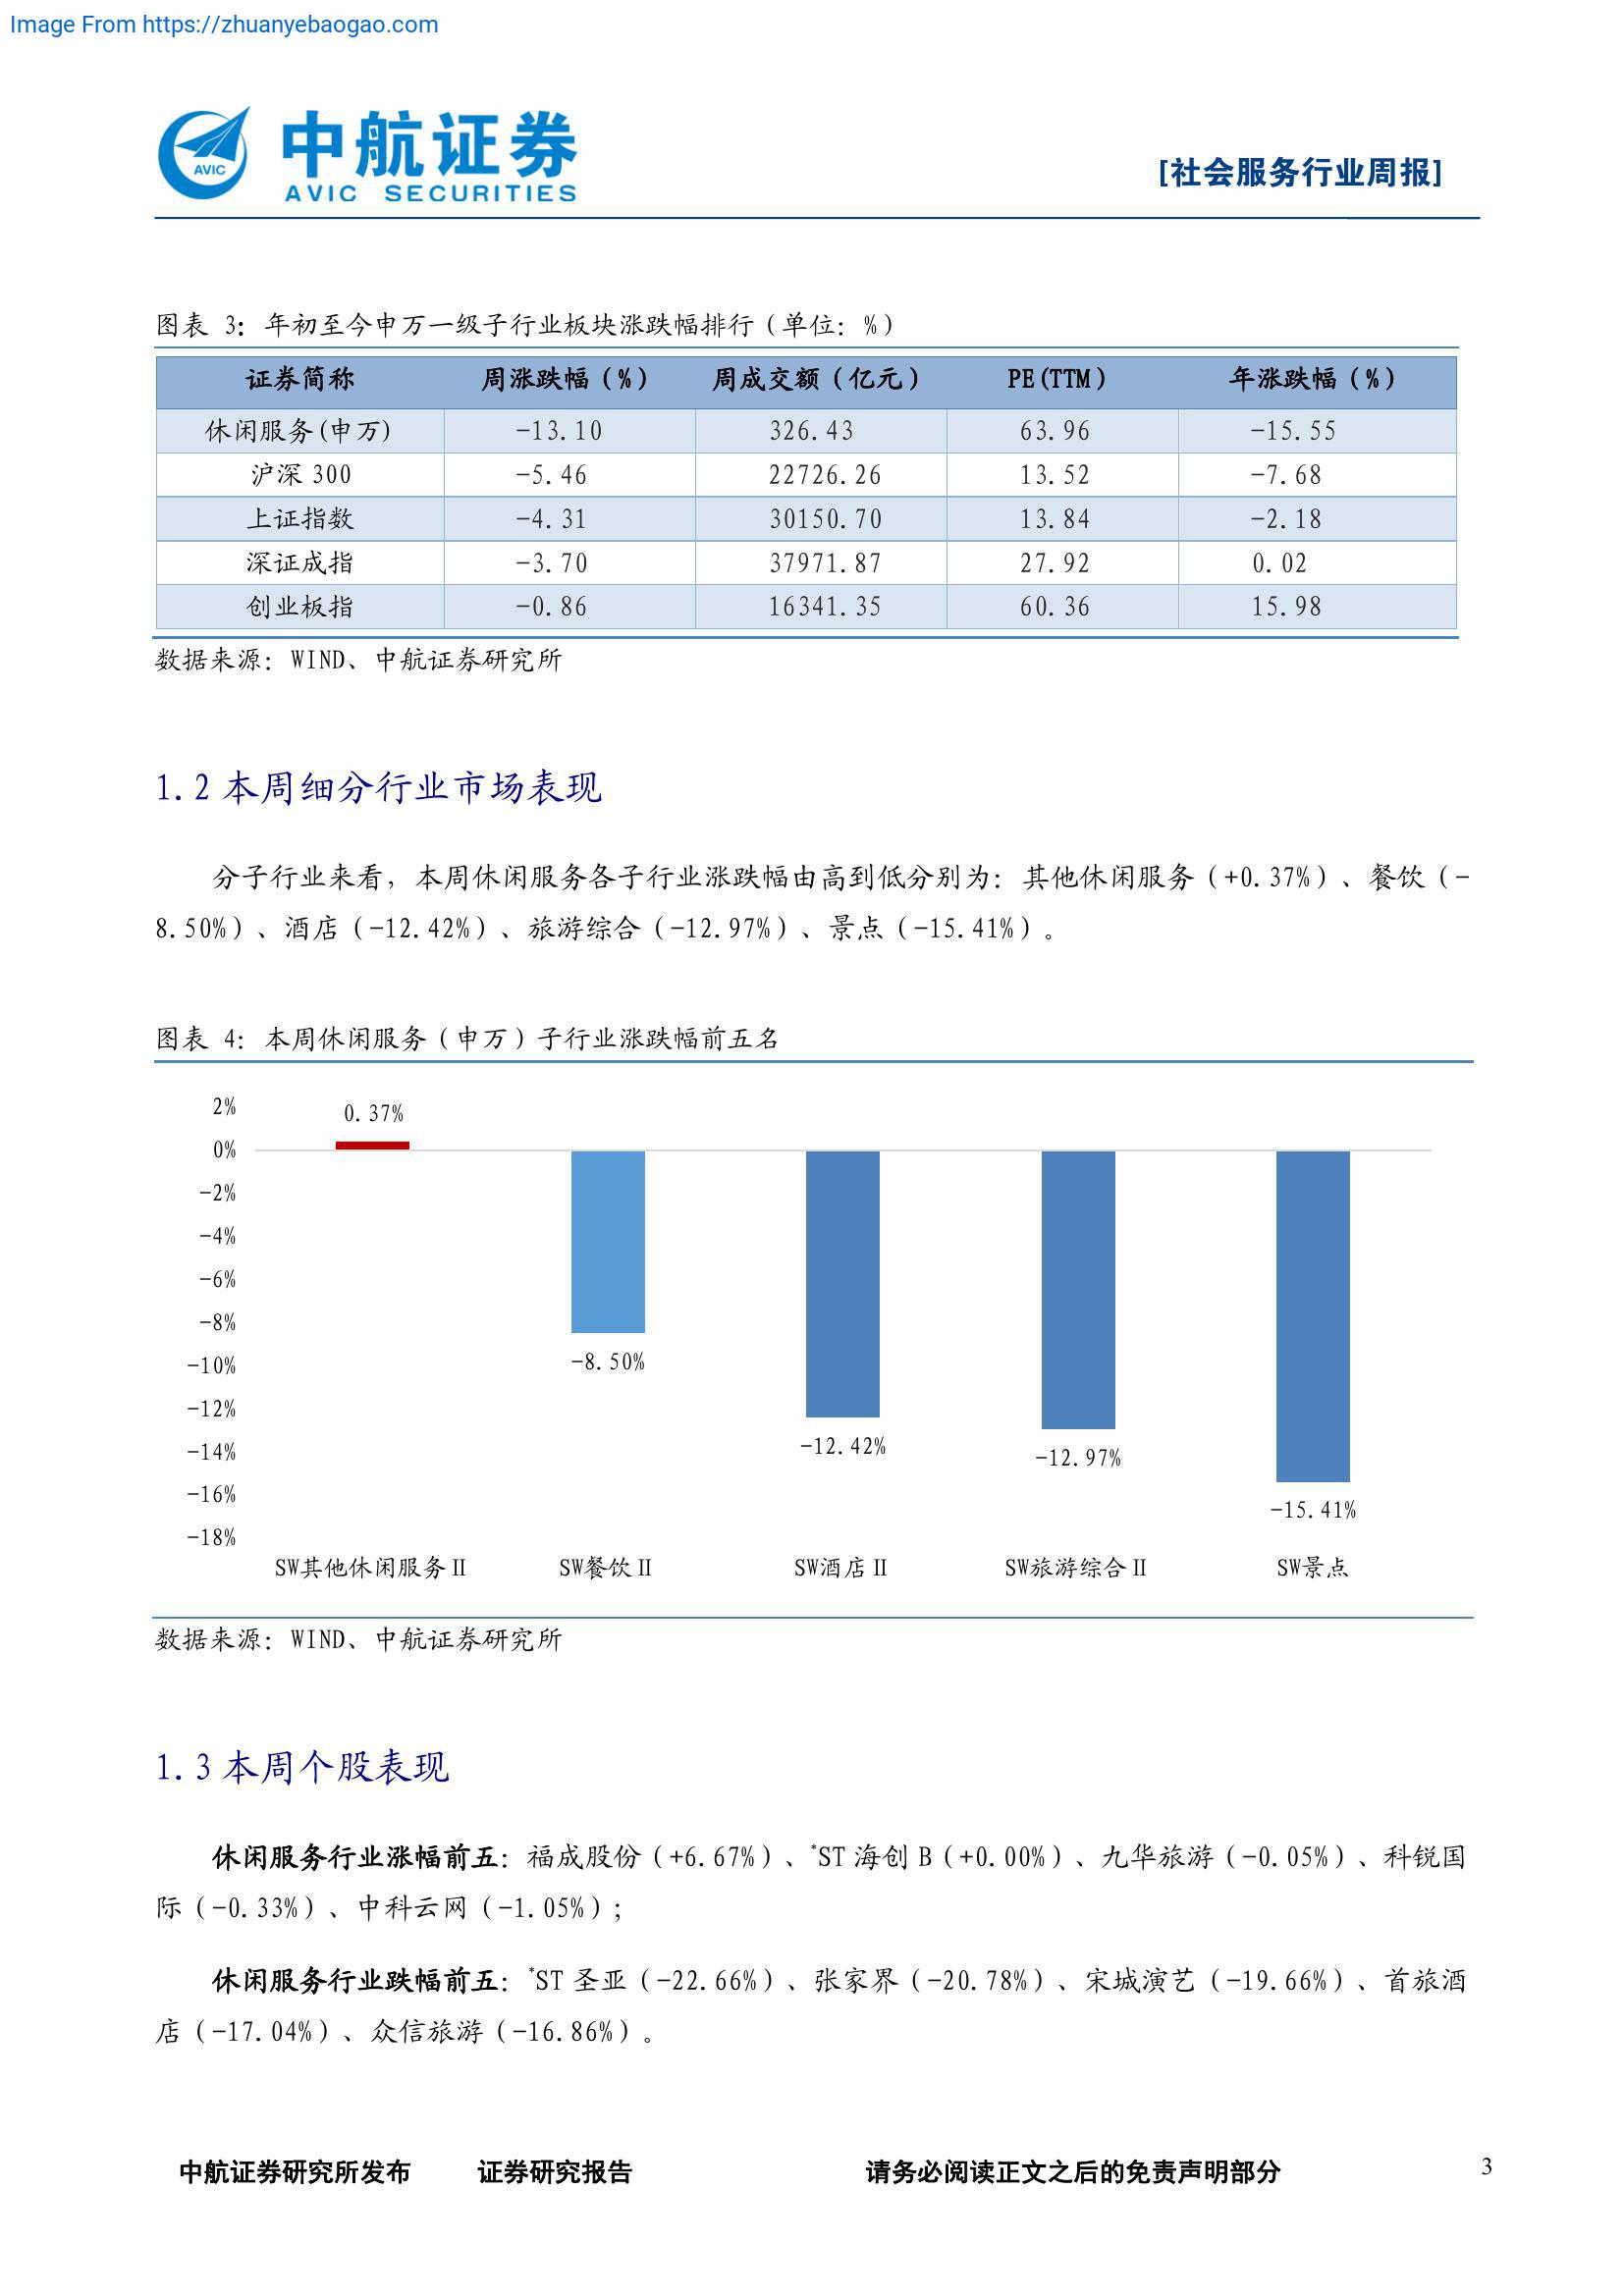 Image From https://zhuanyebaogao.com
AVIC
中航证券
AVIC SECURITIES
[社会服务行业周报]
图表 3：年初至今申万一级子行业板块涨跌幅排行（单位：%）
证券简称 周涨跌幅（%） 周成交额（亿元） PE(TTM) 年涨跌幅（%）
休闲服务(申万) -13.10 326.43 63.96 -15.55
沪深 300 -5.46 22726.26 13.52 -7.68
上证指数 -4.31 30150.70 13.84 -2.18
深证成指 -3.70 37971.87 27.92 0.02
创业板指 -0.86 16341.35 60.36 15.98
数据来源：WIND、中航证券研究所
1.2 本周细分行业市场表现
分子行业来看，本周休闲服务各子行业涨跌幅由高到低分别为：其他休闲服务（+0.37%）、餐饮（-
8.50%）、酒店（-12.42%）、旅游综合（-12.97%）、景点（-15.41%）。
图表 4：本周休闲服务（申万）子行业涨跌幅前五名
2%
0%
-2%
-4%
-6%
-8%
-10%
-12%
-14%
-16%
-18%
0.37%
-8.50%
-12.42%
-12.97%
-15.41%
SW其他休闲服务Ⅱ SW餐饮Ⅱ SW酒店Ⅱ SW旅游综合Ⅱ SW景点
数据来源：WIND、中航证券研究所
1.3 本周个股表现
休闲服务行业涨幅前五：福成股份（+6.67%）、*ST 海创 B（+0.00%）、九华旅游（-0.05%）、科锐国
际（-0.33%）、中科云网（-1.05%）；
休闲服务行业跌幅前五：*ST 圣亚（-22.66%）、张家界（-20.78%）、宋城演艺（-19.66%）、首旅酒
店（-17.04%）、众信旅游（-16.86%）。
中航证券研究所发布 证券研究报告 请务必阅读正文之后的免责声明部分 3